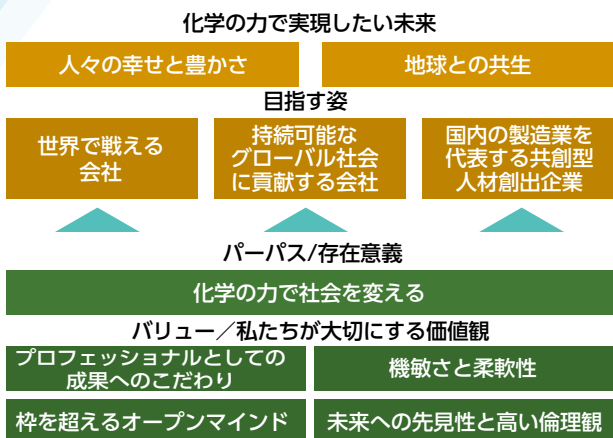 化学の力で実現したい未来
人々の幸せと豊かさ
地球との共生
目指す姿
世界で戦える
会社
持続可能な
グローバル社会
に貢献する会社
国内の製造業を
代表する共創型
人材創出企業
パーパス/存在意義
化学の力で社会を変える
バリュー／私たちが大切にする価値観
プロフェッショナルとしての
成果へのこだわり
機敏さと柔軟性
枠を超えるオープンマインド
未来への先見性と高い倫理観